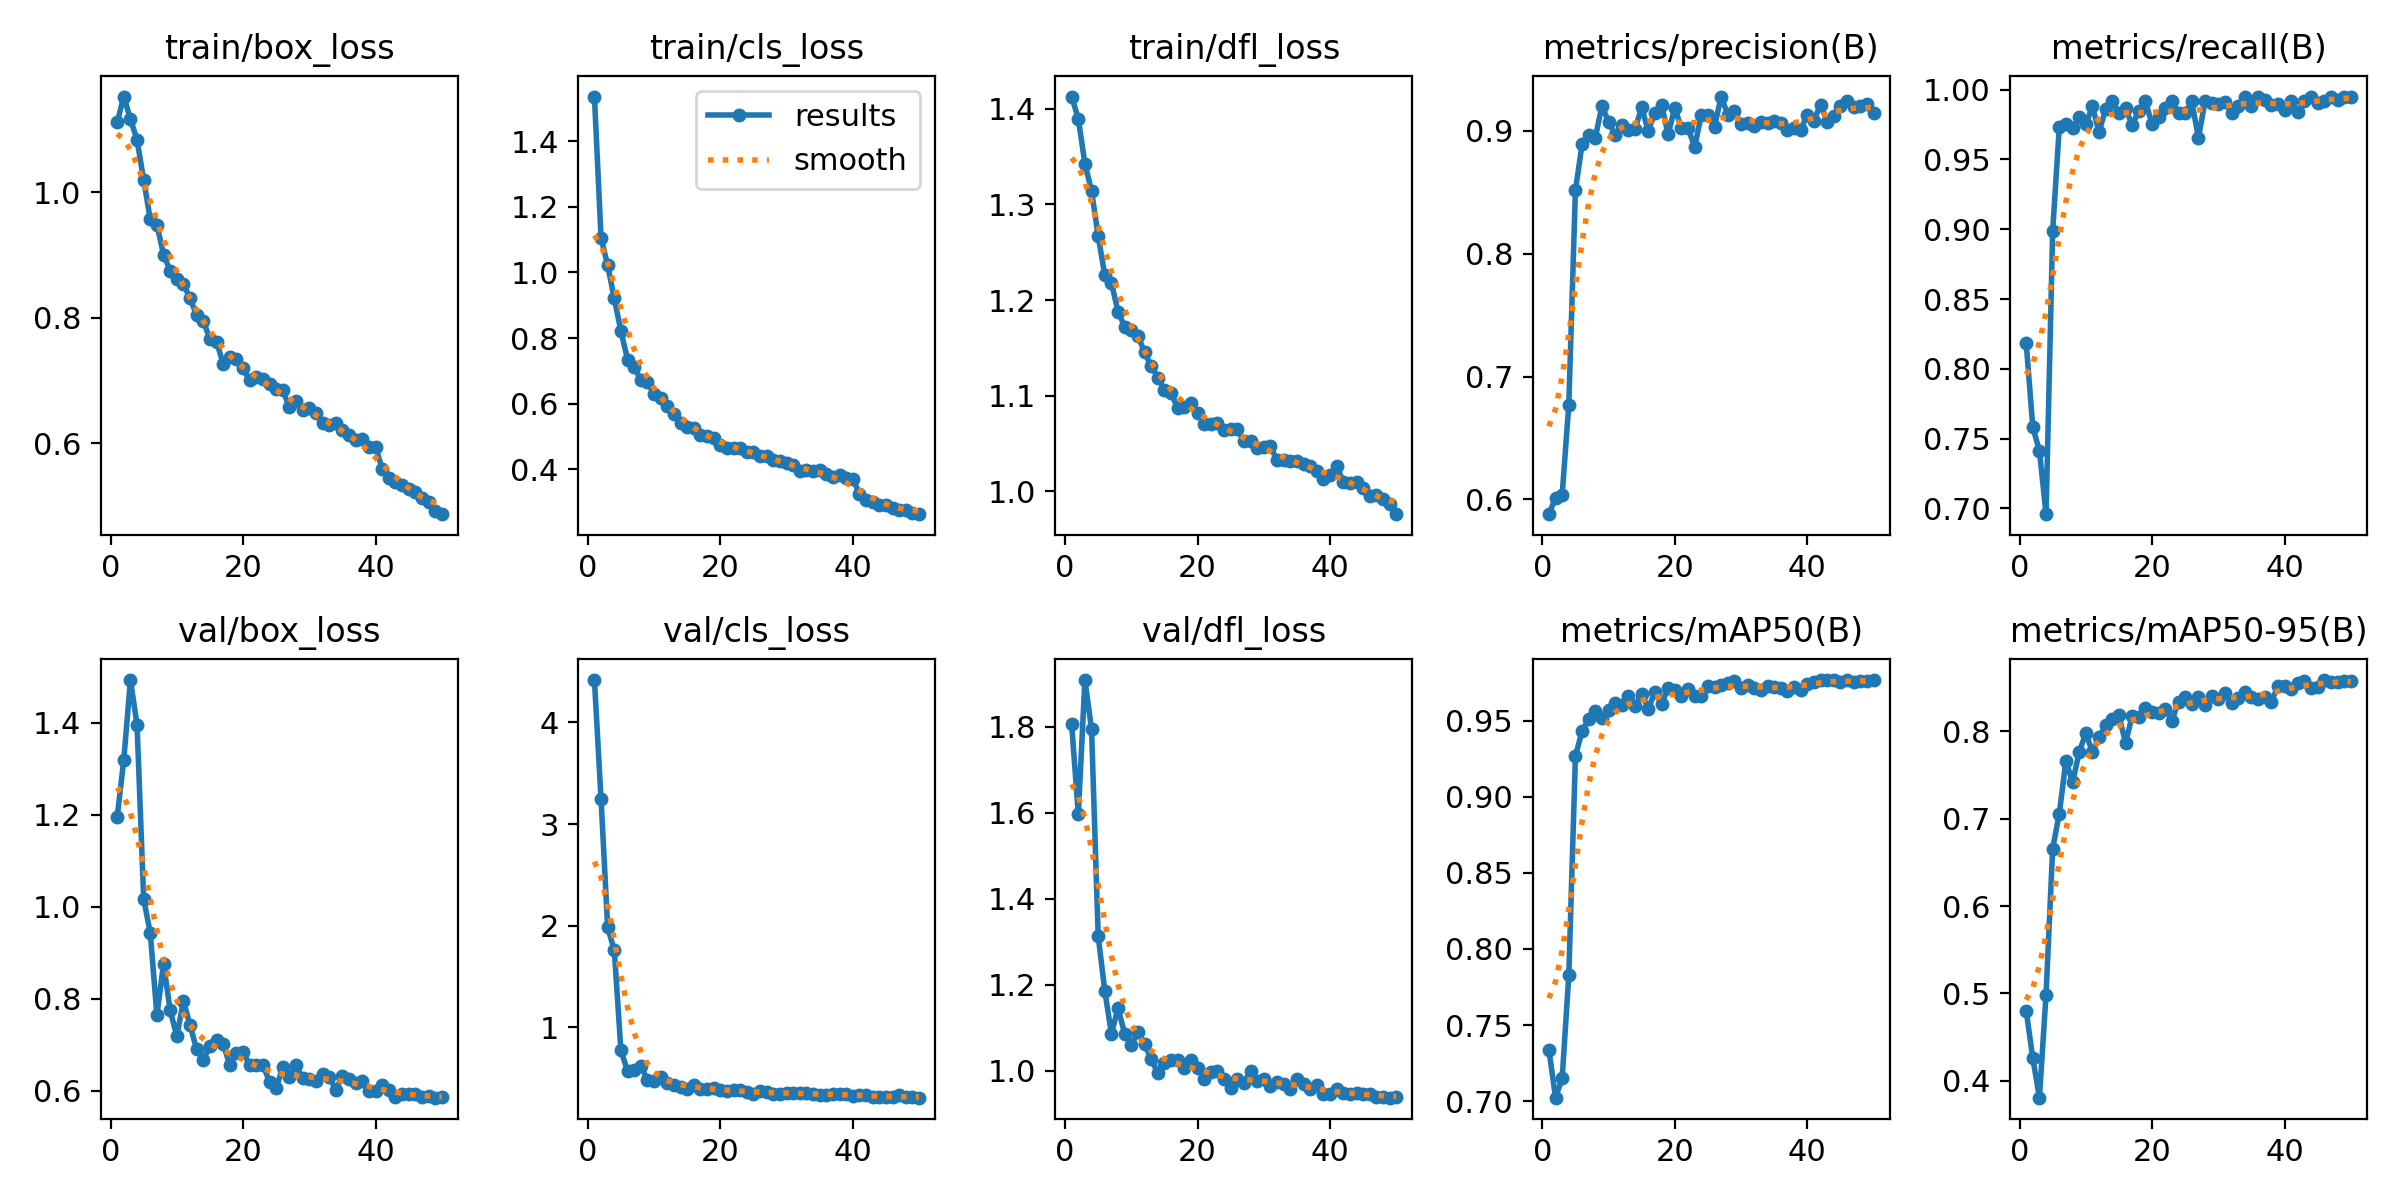 train/box_loss
1.0
0.8
0.6
0 20 40
train/cls_loss
results
smooth
1.4
1.2
1.0
0.8
0.6
0.4
0 20 40
train/dfl_loss
1.4
1.3
1.2
1.1
1.0
0 20 40
metrics/precision(B)
0.9
0.8
0.7
0.6
0 20 40
metrics/recall(B)
1.00
0.95
0.90
0.85
0.80
0.75
0.70
0 20 40
val/box_loss
1.4
1.2
1.0
0.8
0.6
0 20 40
val/cls_loss
4
3
2
1
0 20 40
val/dfl_loss
1.8
1.6
1.4
1.2
1.0
0 20 40
metrics/mAP50(B)
0.95
0.90
0.85
0.80
0.75
0.70
0 20 40
metrics/mAP50-95(B)
0.8
0.7
0.6
0.5
0.4
0 20 40